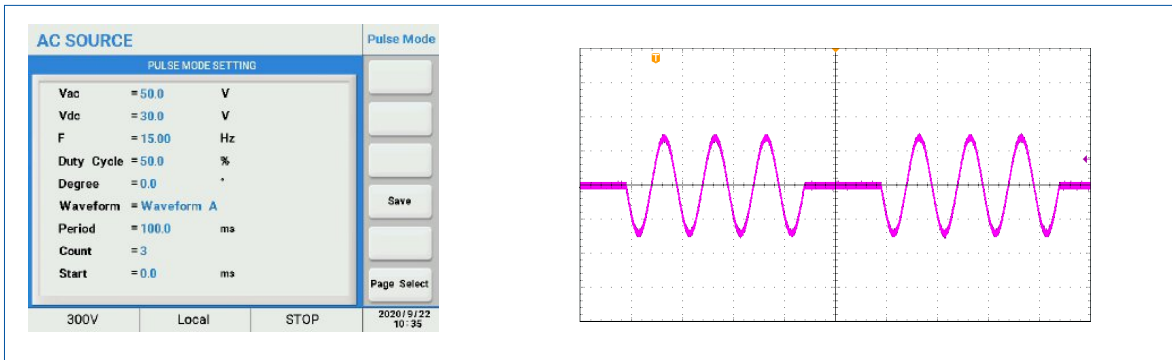 AC SOURCE
Pulse Mode
PULSE MODE SETTING
Vac = 50.0 V
Vdc = 30.0 V
F = 15.00 Hz
Duty Cycle = 50.0 %
Degree = 0.0 °
Waveform = Waveform A
Period = 100.0 ms
Count = 3
Start = 0.0 ms
Save
Page Select
300V Local STOP
2020/9/22
10:35
T